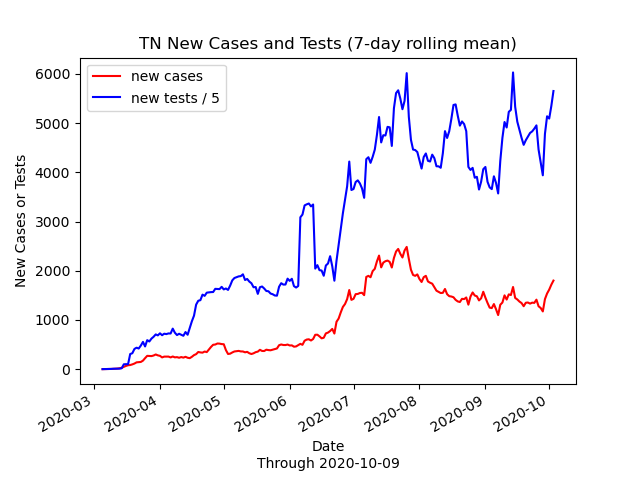 TN New Cases and Tests (7-day rolling mean)
new cases
new tests / 5
6000
5000
4000
3000
2000
1000
0
New Cases or Tests
2020-03
2020-04
2020-05
2020-06
2020-07
2020-08
2020-09
2020-10
Date
Through 2020-10-09